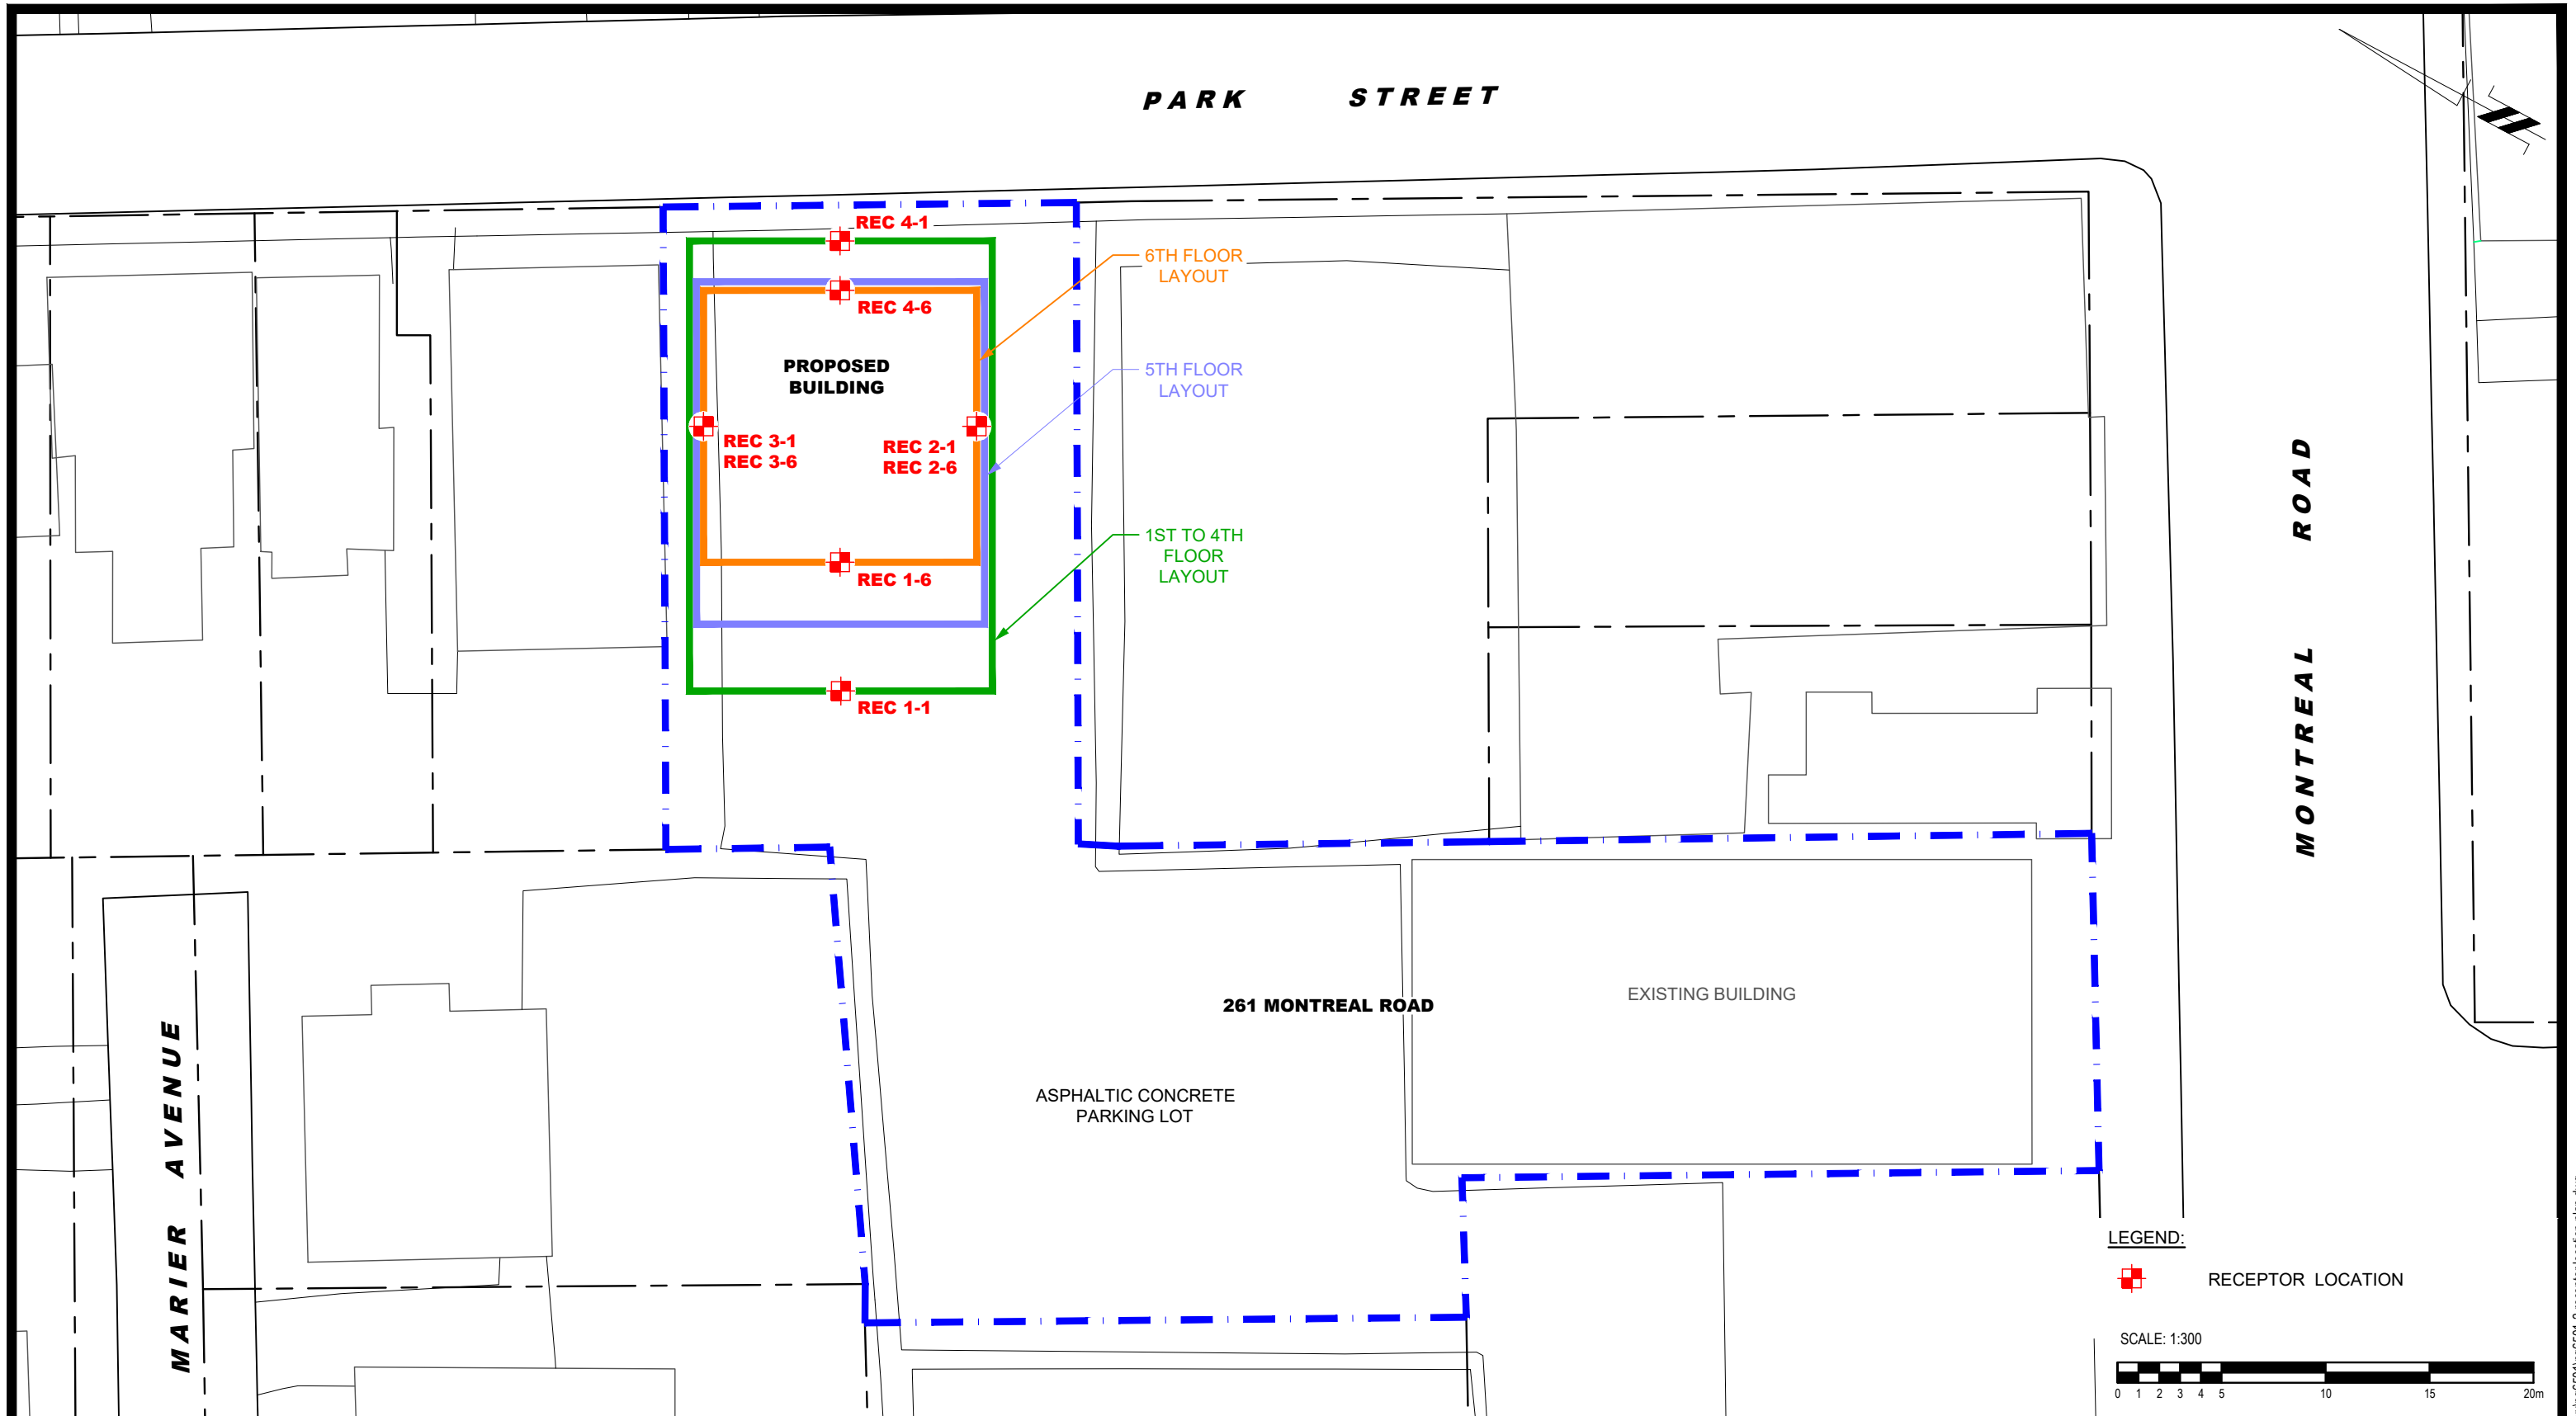 PARK STREET
REC 4-1
6TH FLOOR
LAYOUT
REC 4-6
PROPOSED
BUILDING
5TH FLOOR
LAYOUT
REC 3-1
REC 3-6
REC 2-1
REC 2-6
1ST TO 4TH
FLOOR
LAYOUT
REC 1-6
REC 1-1
MONTREAL ROAD
261 MONTREAL ROAD
EXISTING BUILDING
ASPHALTIC CONCRETE
PARKING LOT
MARIER AVENUE
LEGEND:
RECEPTOR LOCATION
SCALE: 1:300
0 1 2 3 4 5 10 15 20m